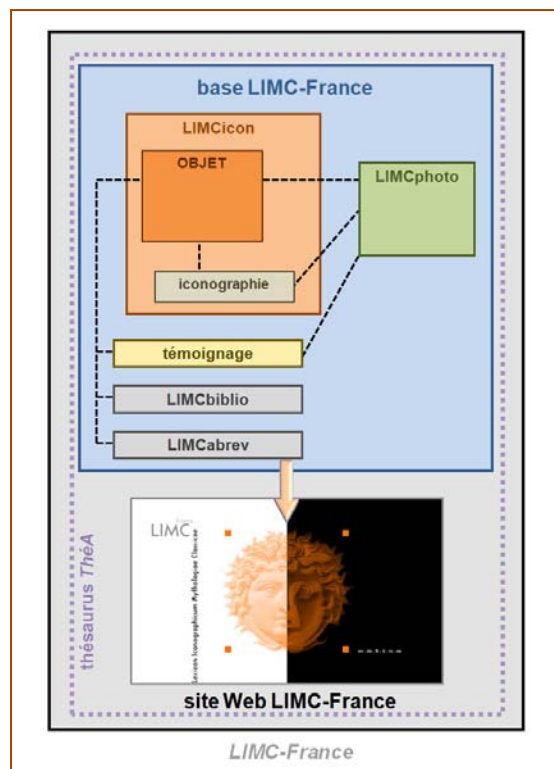 base LIMC-France
LIMCicon
OBJET
LIMCphoto
iconographie
témoignage
LIMCbiblio
LIMCabrev
thésaurus ThéA
LIMC
Lexicon Iconographicum Mythologiae Classicae
site Web LIMC-France
LIMC-France